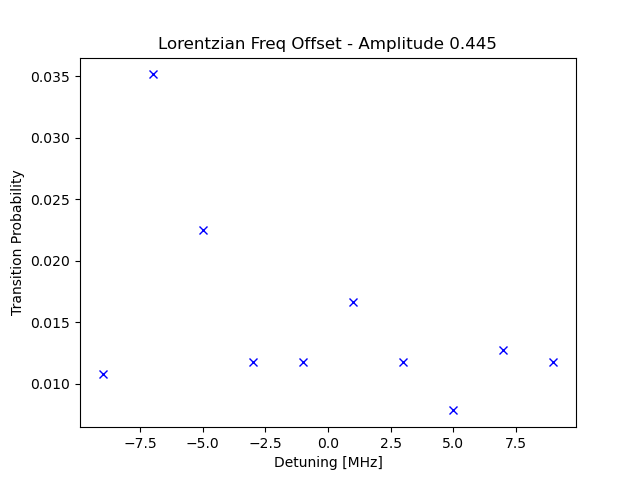 Lorentzian Freq Offset - Amplitude 0.445
0.035
0.030
0.025
0.020
0.015
0.010
Transition Probability
−7.5 −5.0 −2.5 0.0 2.5 5.0 7.5
Detuning [MHz]